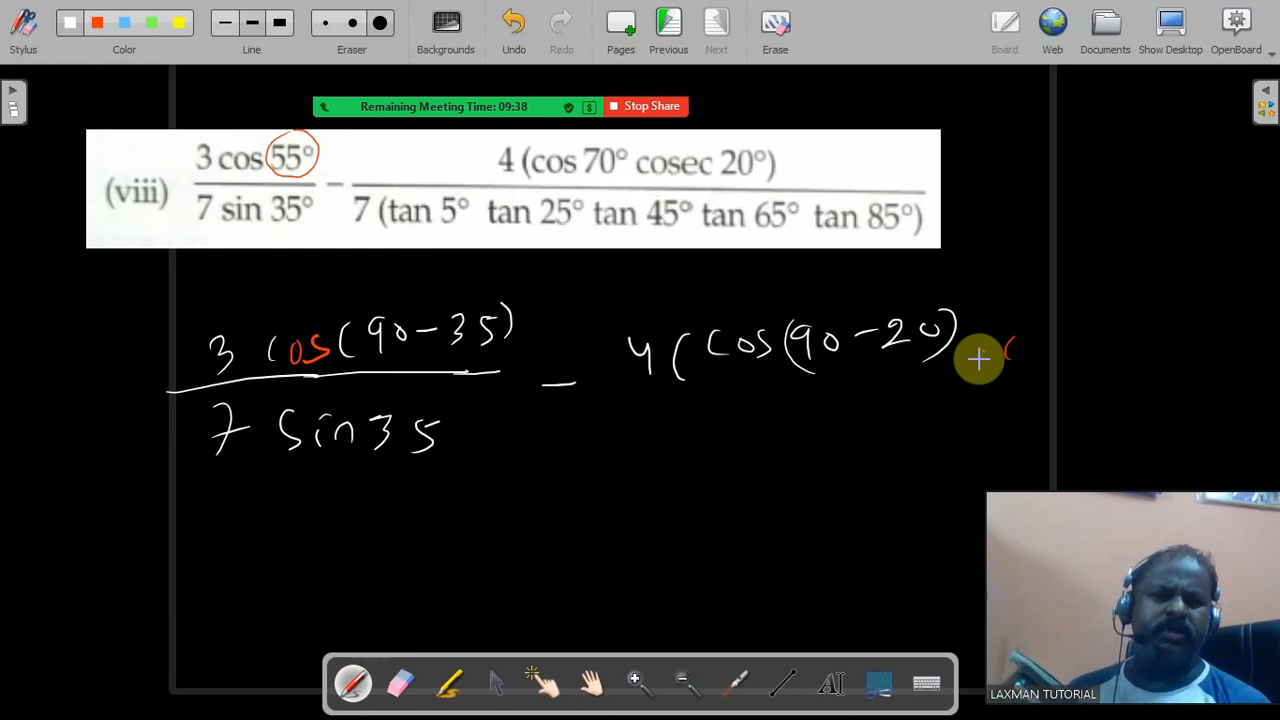 Stylus Color Line Eraser Backgrounds Undo Redo Pages Previous Next Erase Board Web Documents Show Desktop OpenBoard
Remaining Meeting Time: 09:38 $ Stop Share
(viii) 3 cos 55° / 7 sin 35° − 4 (cos 70° cosec 20°) / 7 (tan 5° tan 25° tan 45° tan 65° tan 85°)
3 cos(90-35) − 4 (cos(90-20) (
7 sin35
LAXMAN TUTORIAL